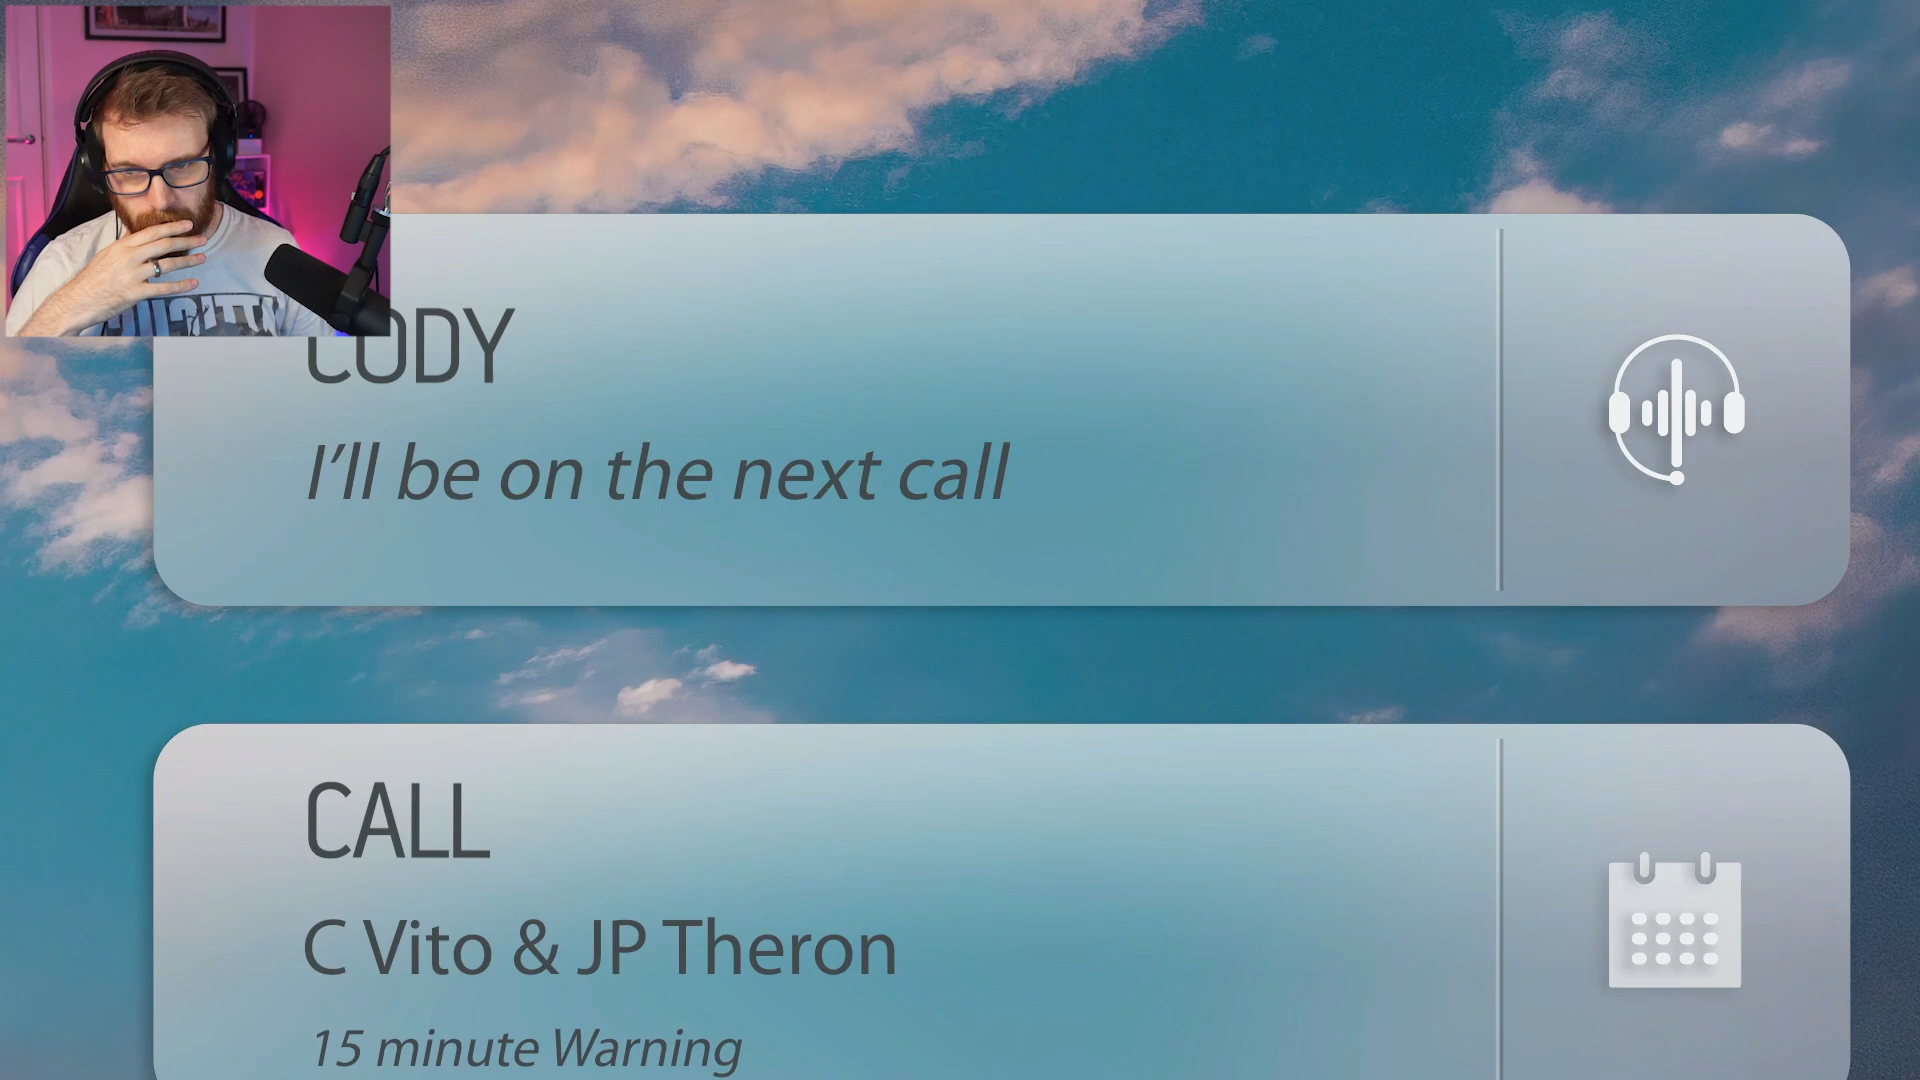 CODY
I'll be on the next call
CALL
C Vito & JP Theron
15 minute Warning